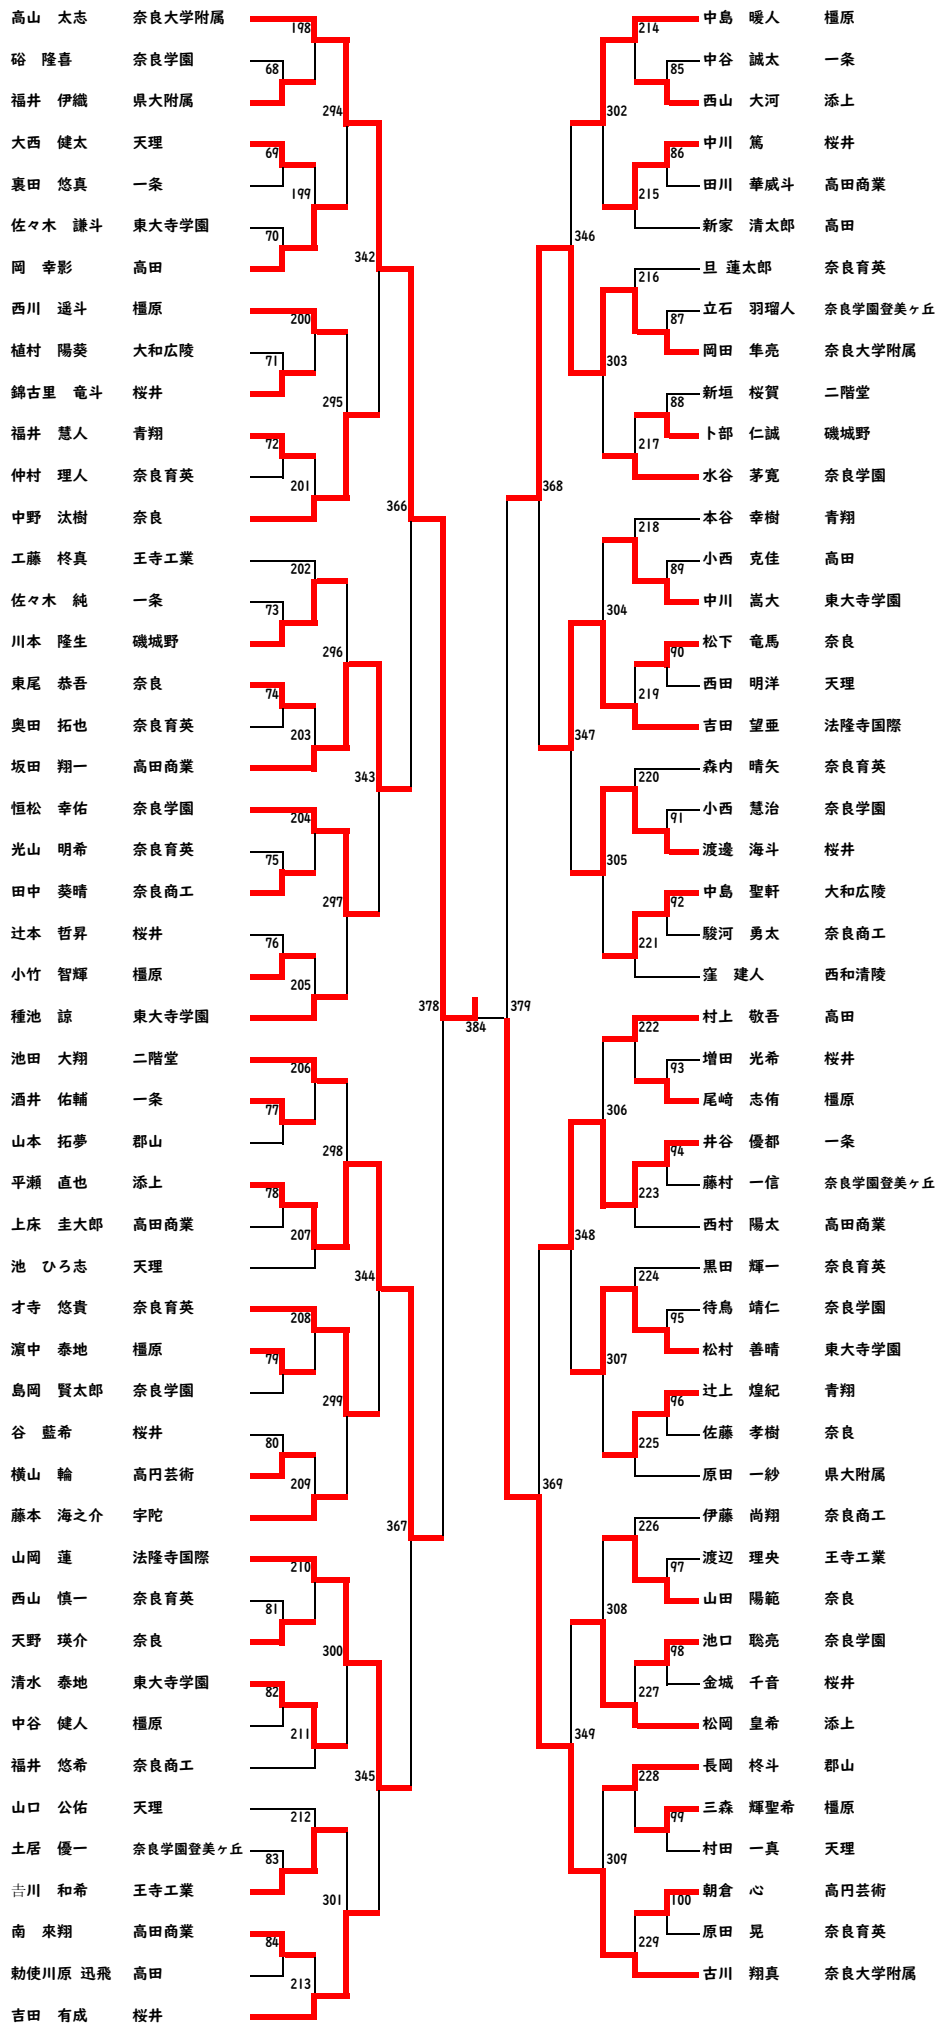 高山　太志　奈良大学附属
198
硲　隆喜　奈良学園
68
福井　伊織　県大附属
294
大西　健太　天理
69
裏田　悠真　一条
199
佐々木　謙斗　東大寺学園
70
岡　幸影　高田
342
西川　遥斗　橿原
200
植村　陽葵　大和広陵
71
錦古里　竜斗　桜井
295
福井　慧人　青翔
72
仲村　理人　奈良育英
201
中野　汰樹　奈良
366
工藤　柊真　王寺工業
202
佐々木　純　一条
73
川本　隆生　磯城野
296
東尾　恭吾　奈良
74
奥田　拓也　奈良育英
203
坂田　翔一　高田商業
343
恒松　幸佑　奈良学園
204
光山　明希　奈良育英
75
田中　葵晴　奈良商工
297
辻本　哲昇　桜井
76
小竹　智輝　橿原
205
種池　諒　東大寺学園
378
池田　大翔　二階堂
206
酒井　佑輔　一条
77
山本　拓夢　郡山
298
平瀬　直也　添上
78
上床　圭大郎　高田商業
207
池　ひろ志　天理
344
才寺　悠貴　奈良育英
208
濵中　泰地　橿原
79
島岡　賢太郎　奈良学園
299
谷　藍希　桜井
80
横山　輪　高円芸術
209
藤本　海之介　宇陀
367
山岡　蓮　法隆寺国際
210
西山　慎一　奈良育英
81
天野　瑛介　奈良
300
清水　泰地　東大寺学園
82
中谷　健人　橿原
211
福井　悠希　奈良商工
345
山口　公佑　天理
212
土居　優一　奈良学園登美ヶ丘
83
𠮷川　和希　王寺工業
301
南　來翔　高田商業
84
勅使川原 迅飛　高田
213
吉田　有成　桜井
384
中島　暖人　橿原
214
中谷　誠太　一条
85
西山　大河　添上
302
中川　篤　桜井
86
田川　華威斗　高田商業
215
新家　清太郎　高田
346
旦 蓮太郎　奈良育英
216
立石　羽瑠人　奈良学園登美ヶ丘
87
岡田　隼亮　奈良大学附属
303
新垣　桜賀　二階堂
88
卜部　仁誠　磯城野
217
水谷　茅寛　奈良学園
368
本谷　幸樹　青翔
218
小西　克佳　高田
89
中川　嵩大　東大寺学園
304
松下　竜馬　奈良
90
西田　明洋　天理
219
吉田　望亜　法隆寺国際
347
森内　晴矢　奈良育英
220
小西　慧治　奈良学園
91
渡邊　海斗　桜井
305
中島　聖軒　大和広陵
92
駿河　勇太　奈良商工
221
窪　建人　西和清陵
379
村上　敬吾　高田
222
増田　光希　桜井
93
尾﨑　志侑　橿原
306
井谷　優都　一条
94
藤村　一信　奈良学園登美ヶ丘
223
西村　陽太　高田商業
348
黒田　輝一　奈良育英
224
待鳥　靖仁　奈良学園
95
松村　善晴　東大寺学園
307
辻上　煌紀　青翔
96
佐藤　孝樹　奈良
225
原田　一紗　県大附属
369
伊藤　尚翔　奈良商工
226
渡辺　理央　王寺工業
97
山田　陽範　奈良
308
池口　聡亮　奈良学園
98
金城　千音　桜井
227
松岡　皇希　添上
349
長岡　柊斗　郡山
228
三森　輝聖希　橿原
99
村田　一真　天理
309
朝倉　心　高円芸術
100
原田　晃　奈良育英
229
古川　翔真　奈良大学附属